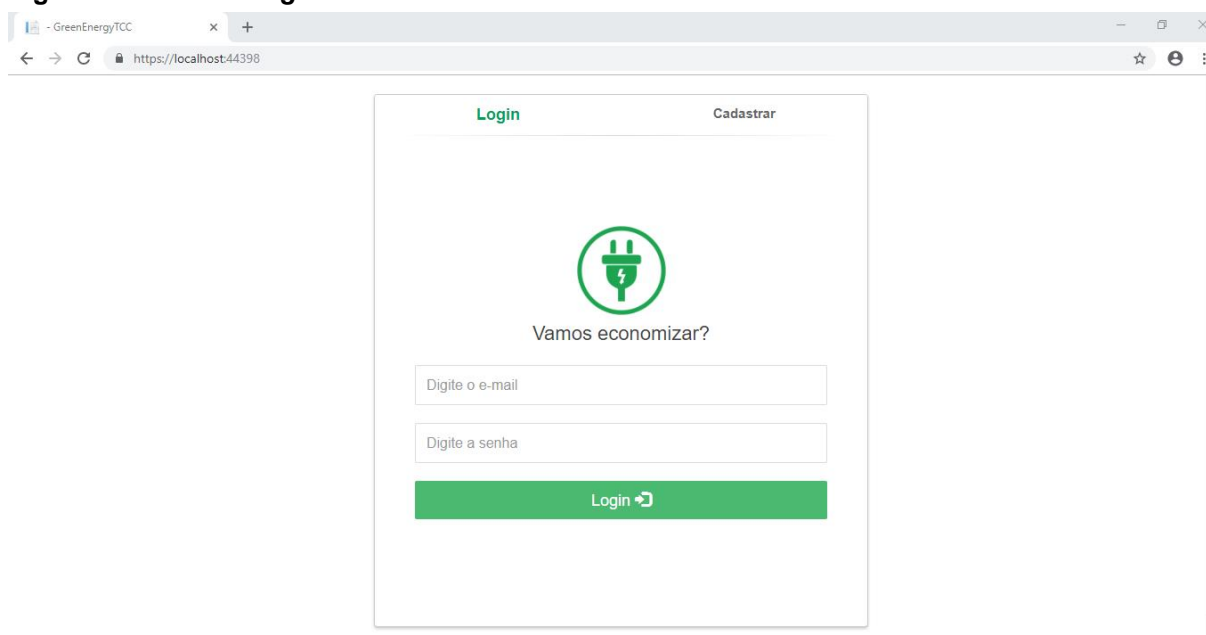 - GreenEnergyTCC
https://localhost:44398
Login Cadastrar
Vamos economizar?
Digite o e-mail
Digite a senha
Login